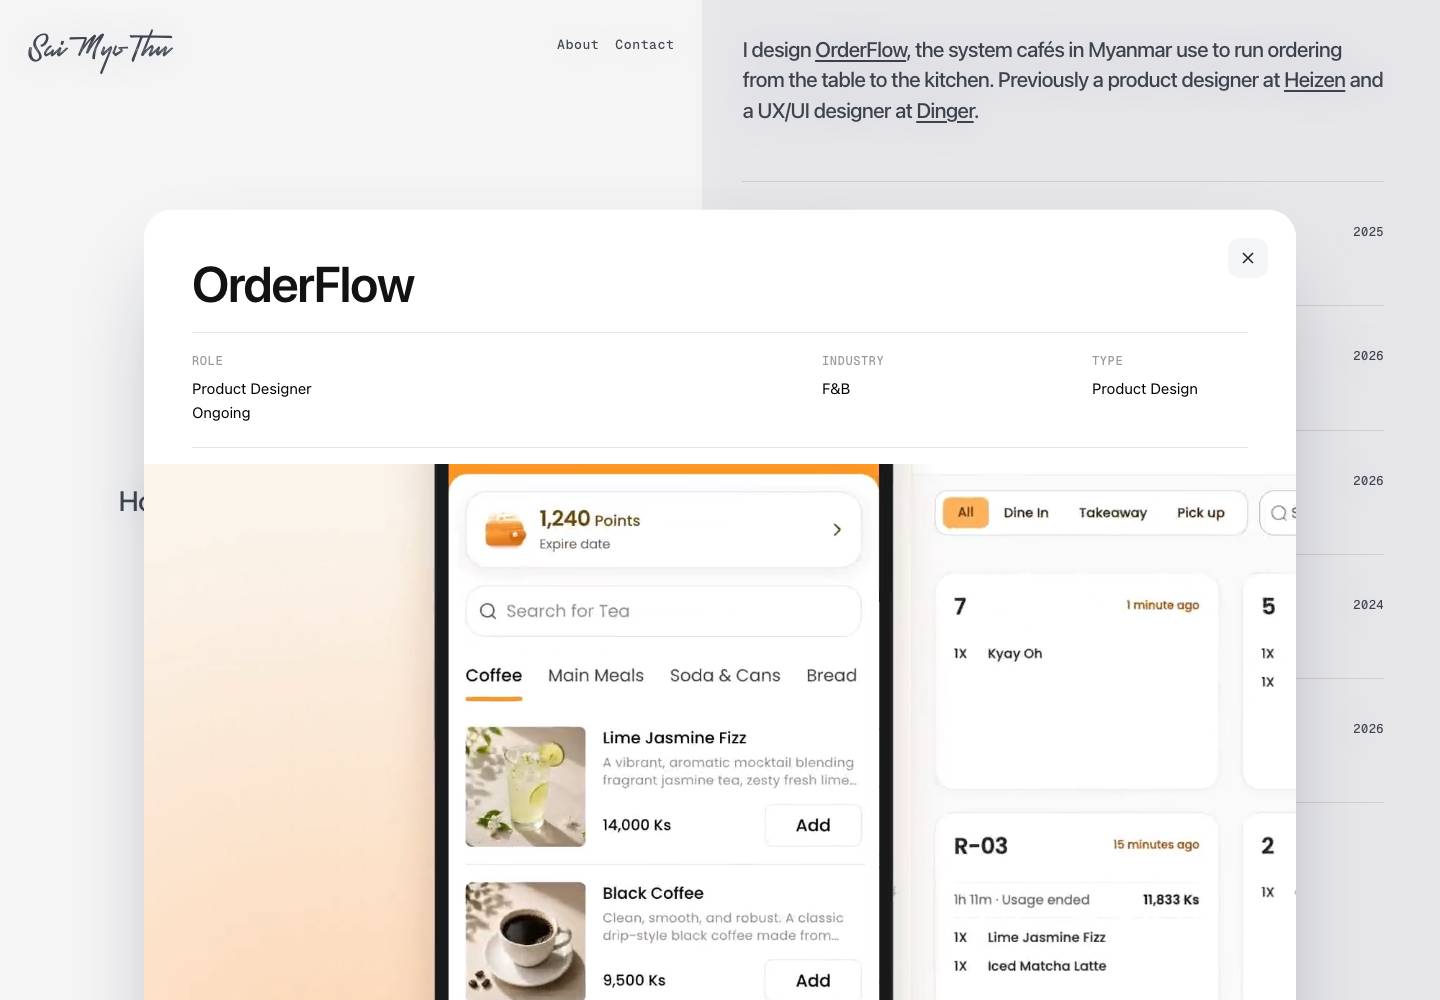 Sai Myo Thu
About
Contact
I design OrderFlow, the system cafés in Myanmar use to run ordering
from the table to the kitchen. Previously a product designer at Heizen and
a UX/UI designer at Dinger.
2025
2026
2026
2024
2026
OrderFlow
ROLE
Product Designer
Ongoing
INDUSTRY
F&B
TYPE
Product Design
1,240 Points
Expire date
Search for Tea
Coffee
Main Meals
Soda & Cans
Bread
Lime Jasmine Fizz
A vibrant, aromatic mocktail blending
fragrant jasmine tea, zesty fresh lime...
14,000 Ks
Add
Black Coffee
Clean, smooth, and robust. A classic
drip-style black coffee made from...
9,500 Ks
Add
All
Dine In
Takeaway
Pick up
7
1 minute ago
1X Kyay Oh
5
1X
1X
R-03
15 minutes ago
1h 11m · Usage ended
11,833 Ks
1X Lime Jasmine Fizz
1X Iced Matcha Latte
2
1X